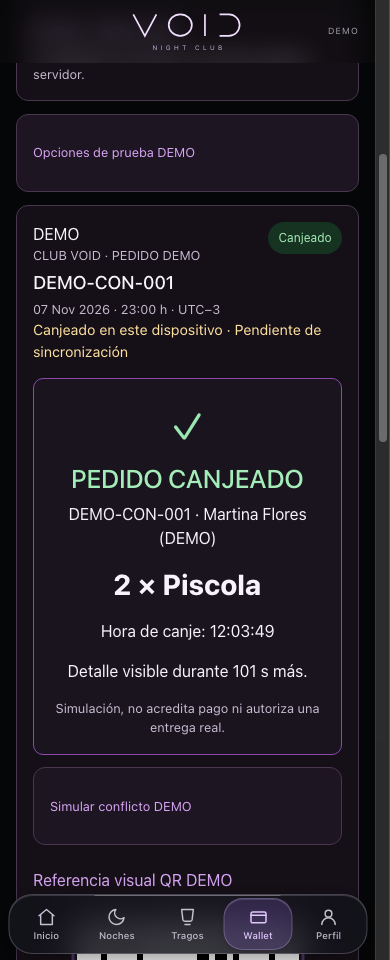 VOID
NIGHT CLUB
DEMO
servidor.
Opciones de prueba DEMO
DEMO
Canjeado
CLUB VOID · PEDIDO DEMO
DEMO-CON-001
07 Nov 2026 · 23:00 h · UTC−3
Canjeado en este dispositivo · Pendiente de
sincronización
PEDIDO CANJEADO
DEMO-CON-001 · Martina Flores
(DEMO)
2 × Piscola
Hora de canje: 12:03:49
Detalle visible durante 101 s más.
Simulación, no acredita pago ni autoriza una
entrega real.
Simular conflicto DEMO
Referencia visual QR DEMO
Inicio
Noches
Tragos
Wallet
Perfil